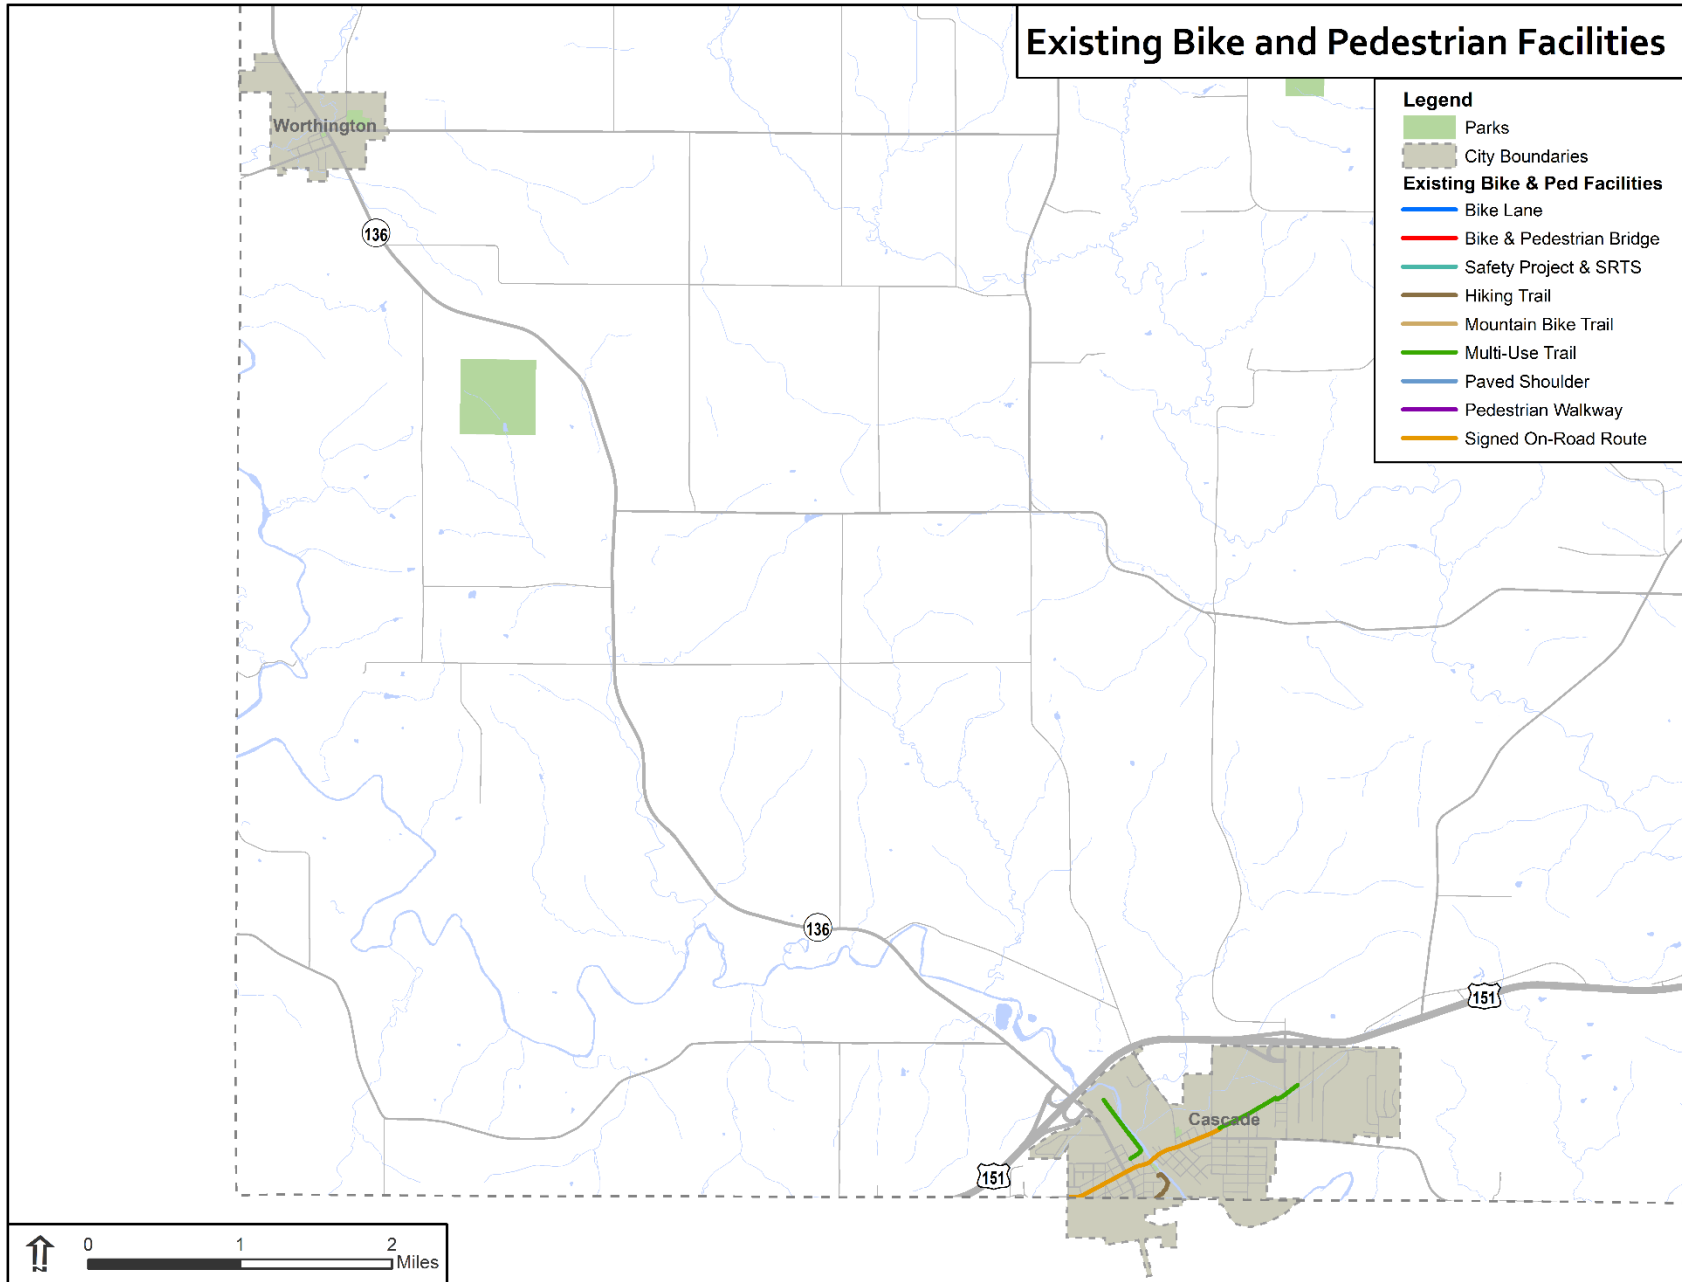 Existing Bike and Pedestrian Facilities
Legend
Parks
City Boundaries
Existing Bike & Ped Facilities
Bike Lane
Bike & Pedestrian Bridge
Safety Project & SRTS
Hiking Trail
Mountain Bike Trail
Multi-Use Trail
Paved Shoulder
Pedestrian Walkway
Signed On-Road Route
Worthington
136
136
151
Cascade
151
N
0 1 2
Miles